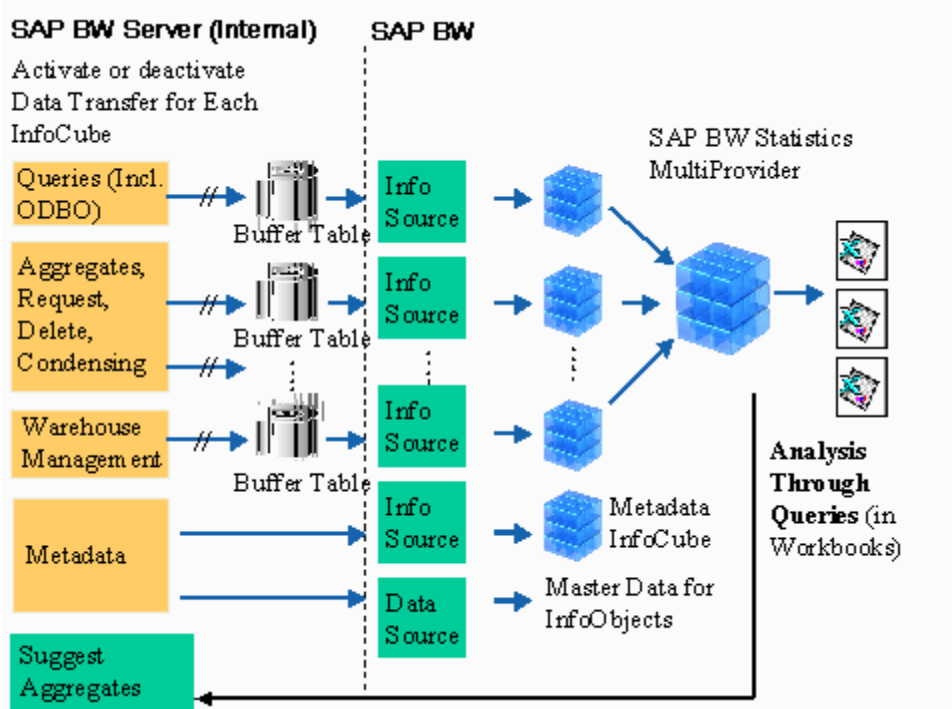 SAP BW Server (Internal)
SAP BW
Activate or deactivate
Data Transfer for Each
InfoCube
SAP BW Statistics
MultiProvider
Queries (Incl.
ODBO)
Buffer Table
Info
Source
Aggregates,
Request,
Delete,
Condensing
Buffer Table
Info
Source
Warehouse
Management
Buffer Table
Info
Source
Analysis
Through
Queries (in
Workbooks)
Metadata
Info
Source
Metadata
InfoCube
Data
Source
Master Data for
InfoObjects
Suggest
Aggregates